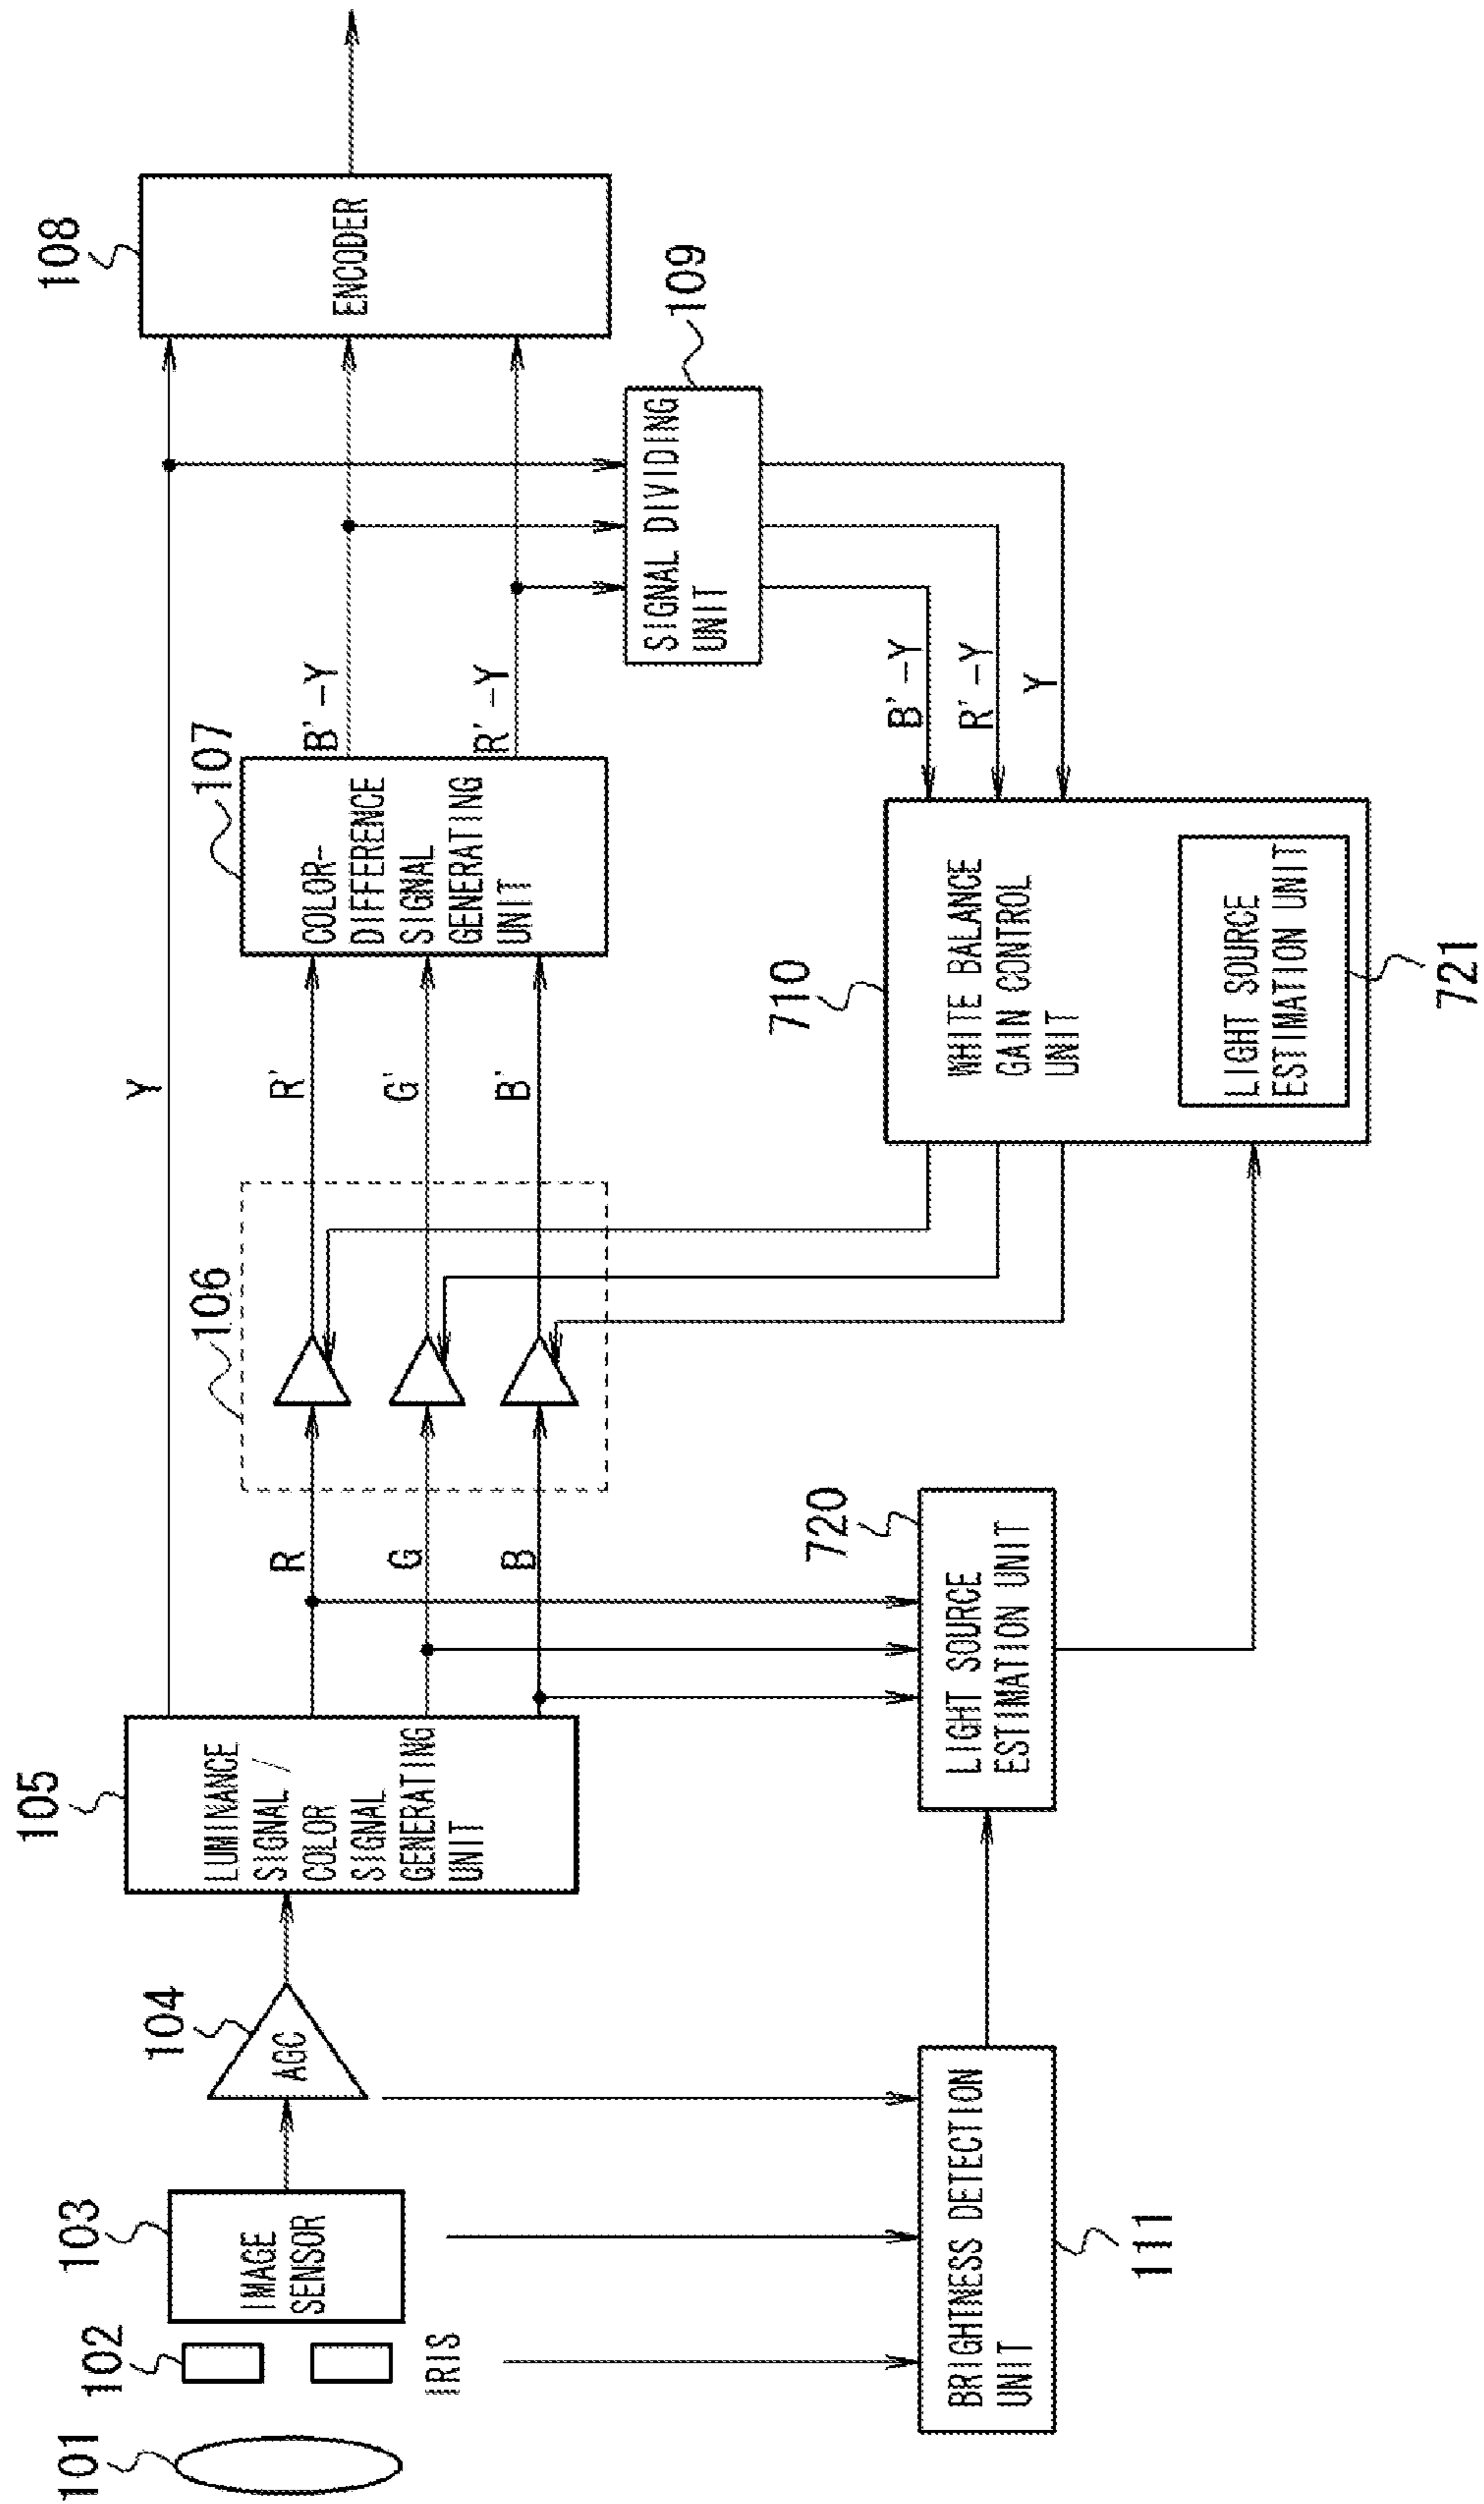 101
102
IRIS
103
IMAGE
SENSOR
104
AGC
105
LUMINANCE
SIGNAL /
COLOR
SIGNAL
GENERATING
UNIT
Y
R
G
B
106
R'
G'
B'
107
COLOR-
DIFFERENCE
SIGNAL
GENERATING
UNIT
B'-Y
R'-Y
108
ENCODER
109
SIGNAL DIVIDING
UNIT
B'-Y
R'-Y
Y
710
WHITE BALANCE
GAIN CONTROL
UNIT
LIGHT SOURCE
ESTIMATION UNIT
721
720
LIGHT SOURCE
ESTIMATION UNIT
BRIGHTNESS DETECTION
UNIT
111